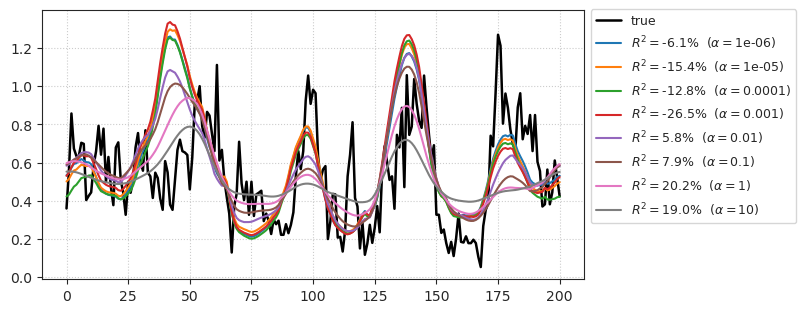 true
R² = -6.1% (α = 1e-06)
R² = -15.4% (α = 1e-05)
R² = -12.8% (α = 0.0001)
R² = -26.5% (α = 0.001)
R² = 5.8% (α = 0.01)
R² = 7.9% (α = 0.1)
R² = 20.2% (α = 1)
R² = 19.0% (α = 10)
1.2
1.0
0.8
0.6
0.4
0.2
0.0
0 25 50 75 100 125 150 175 200